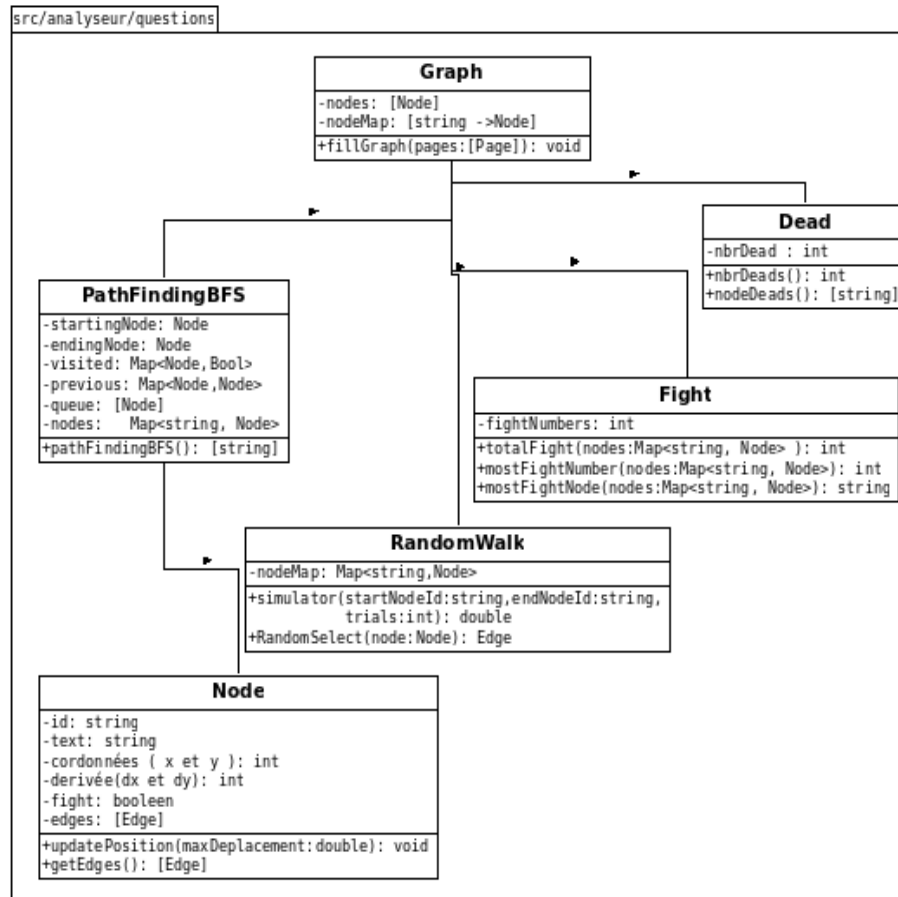 src/analyseur/questions
Graph
-nodes: [Node]
-nodeMap: [string ->Node]
+fillGraph(pages:[Page]): void
Dead
-nbrDead : int
+nbrDeads(): int
+nodeDeads(): [string]
PathFindingBFS
-startingNode: Node
-endingNode: Node
-visited: Map<Node,Bool>
-previous: Map<Node,Node>
-queue: [Node]
-nodes:   Map<string, Node>
+pathFindingBFS(): [string]
Fight
-fightNumbers: int
+totalFight(nodes:Map<string, Node> ): int
+mostFightNumber(nodes:Map<string, Node>): int
+mostFightNode(nodes:Map<string, Node>): string
RandomWalk
-nodeMap: Map<string,Node>
+simulator(startNodeId:string,endNodeId:string,
trials:int): double
+RandomSelect(node:Node): Edge
Node
-id: string
-text: string
-cordonnées ( x et y ): int
-derivée(dx et dy): int
-fight: booleen
-edges: [Edge]
+updatePosition(maxDeplacement:double): void
+getEdges(): [Edge]